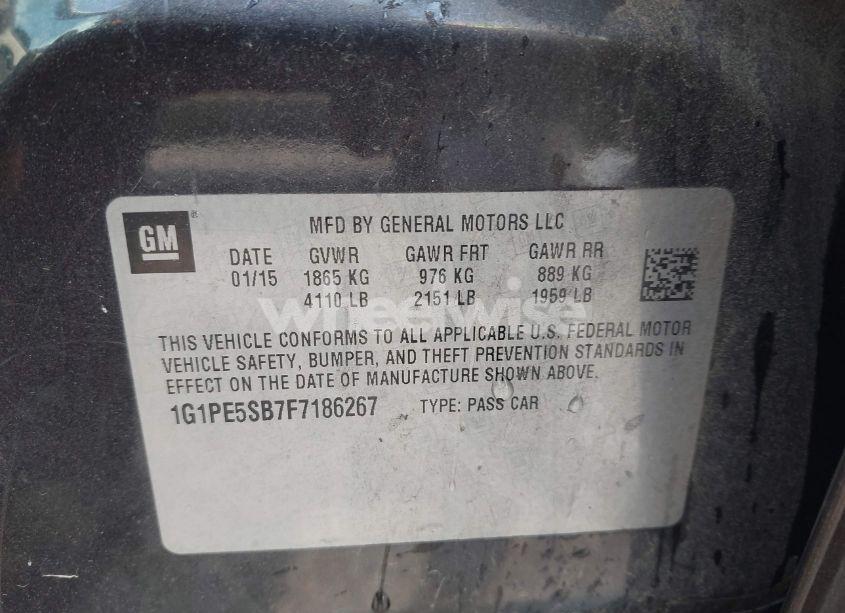 GM
MFD BY GENERAL MOTORS LLC
DATE GVWR GAWR FRT GAWR RR
01/15 1865 KG 976 KG 889 KG
4110 LB 2151 LB 1959 LB
wheelwise
THIS VEHICLE CONFORMS TO ALL APPLICABLE U.S. FEDERAL MOTOR
VEHICLE SAFETY, BUMPER, AND THEFT PREVENTION STANDARDS IN
EFFECT ON THE DATE OF MANUFACTURE SHOWN ABOVE.
1G1PE5SB7F7186267 TYPE: PASS CAR